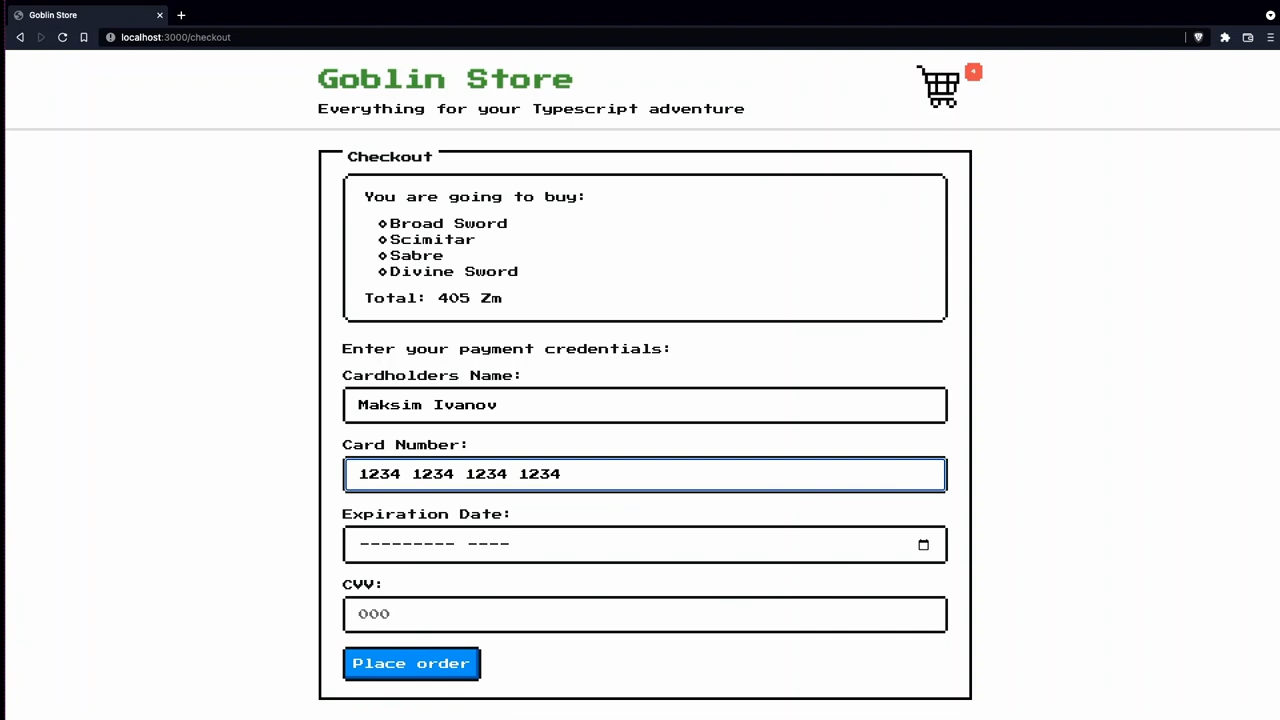 Goblin Store
localhost:3000/checkout
Goblin Store
4
Everything for your Typescript adventure
Checkout
You are going to buy:
Broad Sword
Scimitar
Sabre
Divine Sword
Total: 405 Zm
Enter your payment credentials:
Cardholders Name:
Maksim Ivanov
Card Number:
1234 1234 1234 1234
Expiration Date:
--------- ----
CVV:
000
Place order